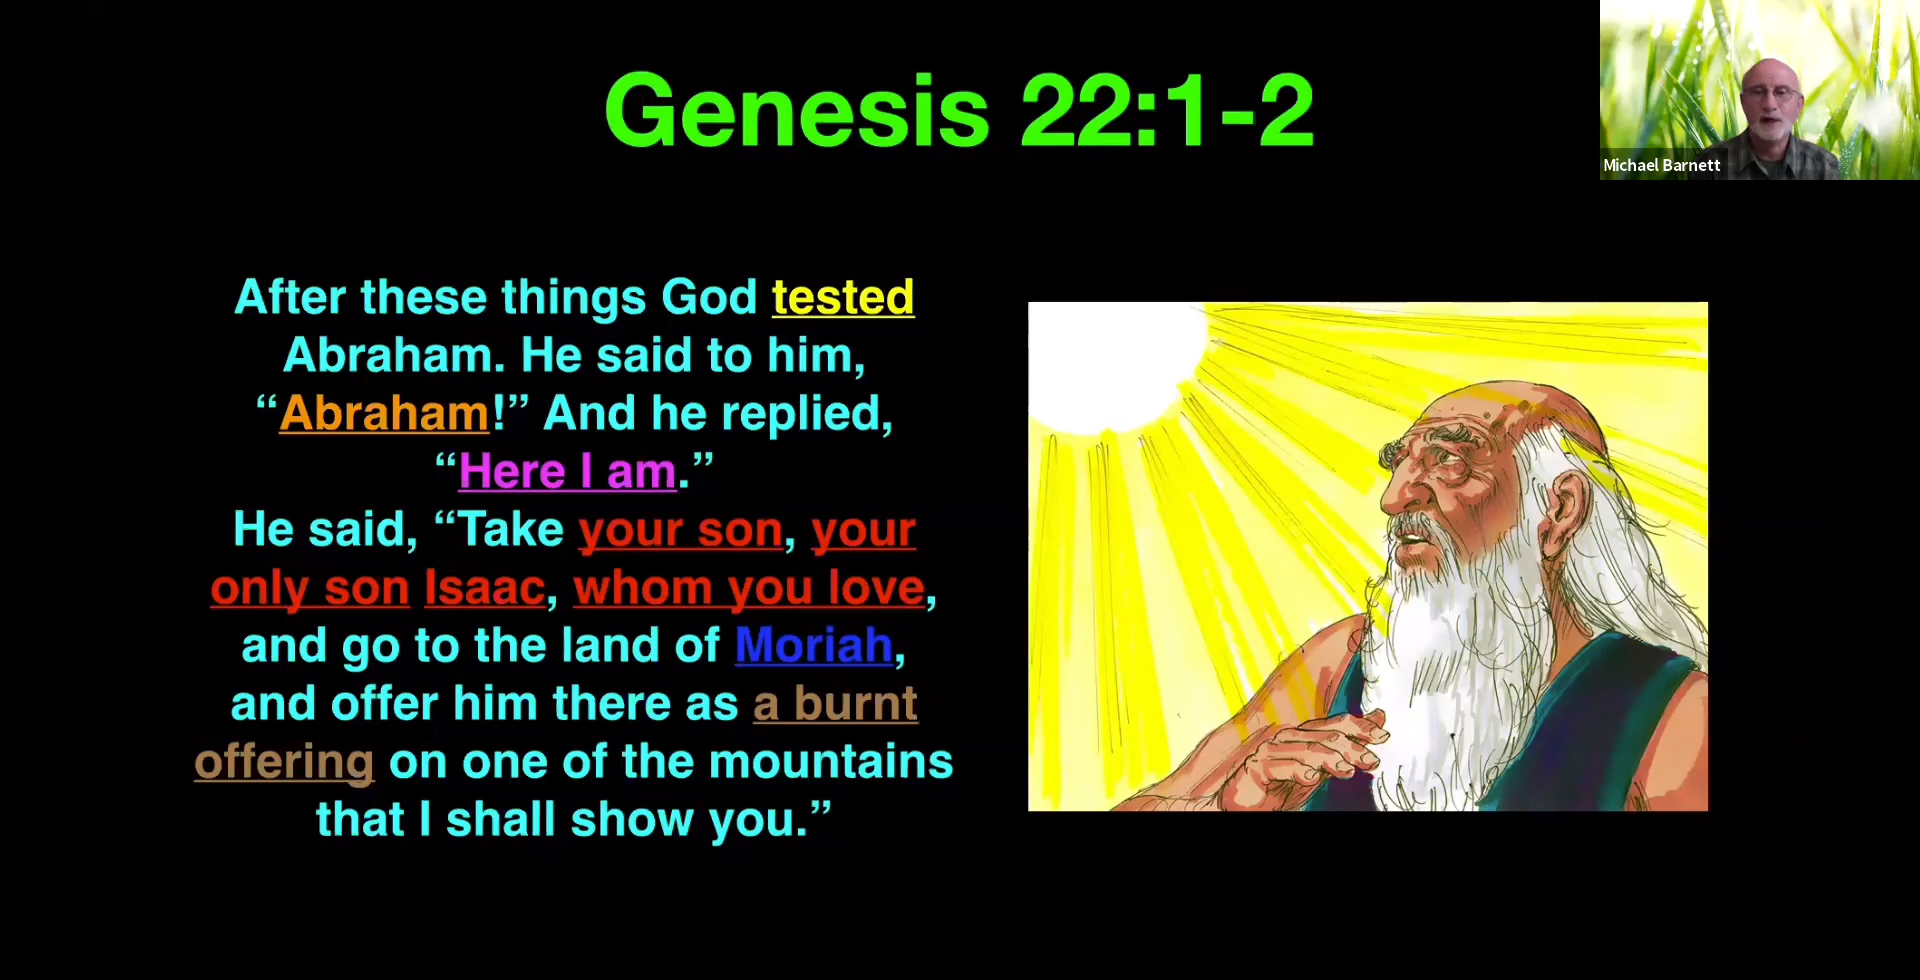 Genesis 22:1-2
Michael Barnett
After these things God tested
Abraham. He said to him,
“Abraham!” And he replied,
“Here I am.”
He said, “Take your son, your
only son Isaac, whom you love,
and go to the land of Moriah,
and offer him there as a burnt
offering on one of the mountains
that I shall show you.”